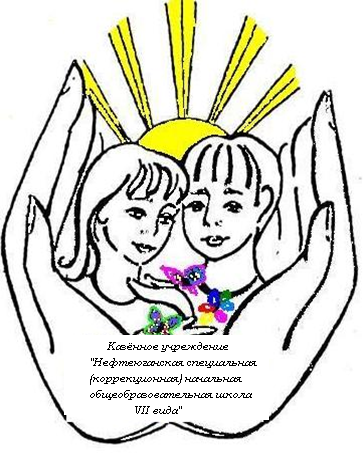 Казённое учреждение
"Нефтеюганская специальная
(коррекционная) начальная
общеобразовательная школа
VII вида"